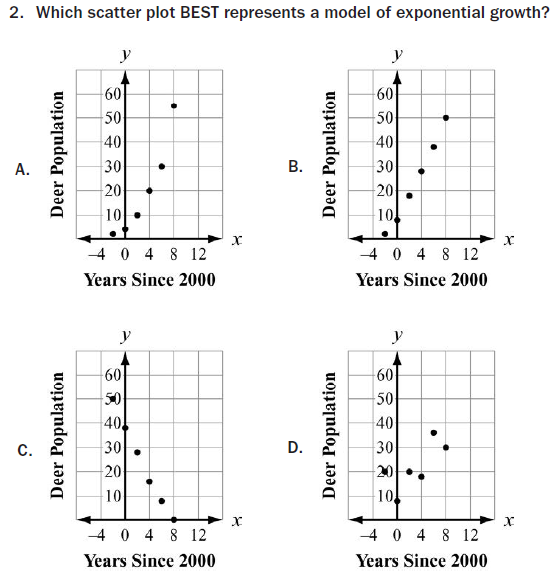 2. Which scatter plot BEST represents a model of exponential growth?
A.
y
Deer Population
60
50
40
30
20
10
x
–4 0 4 8 12
Years Since 2000
B.
y
Deer Population
60
50
40
30
20
10
x
–4 0 4 8 12
Years Since 2000
C.
y
Deer Population
60
50
40
30
20
10
x
–4 0 4 8 12
Years Since 2000
D.
y
Deer Population
60
50
40
30
20
10
x
–4 0 4 8 12
Years Since 2000